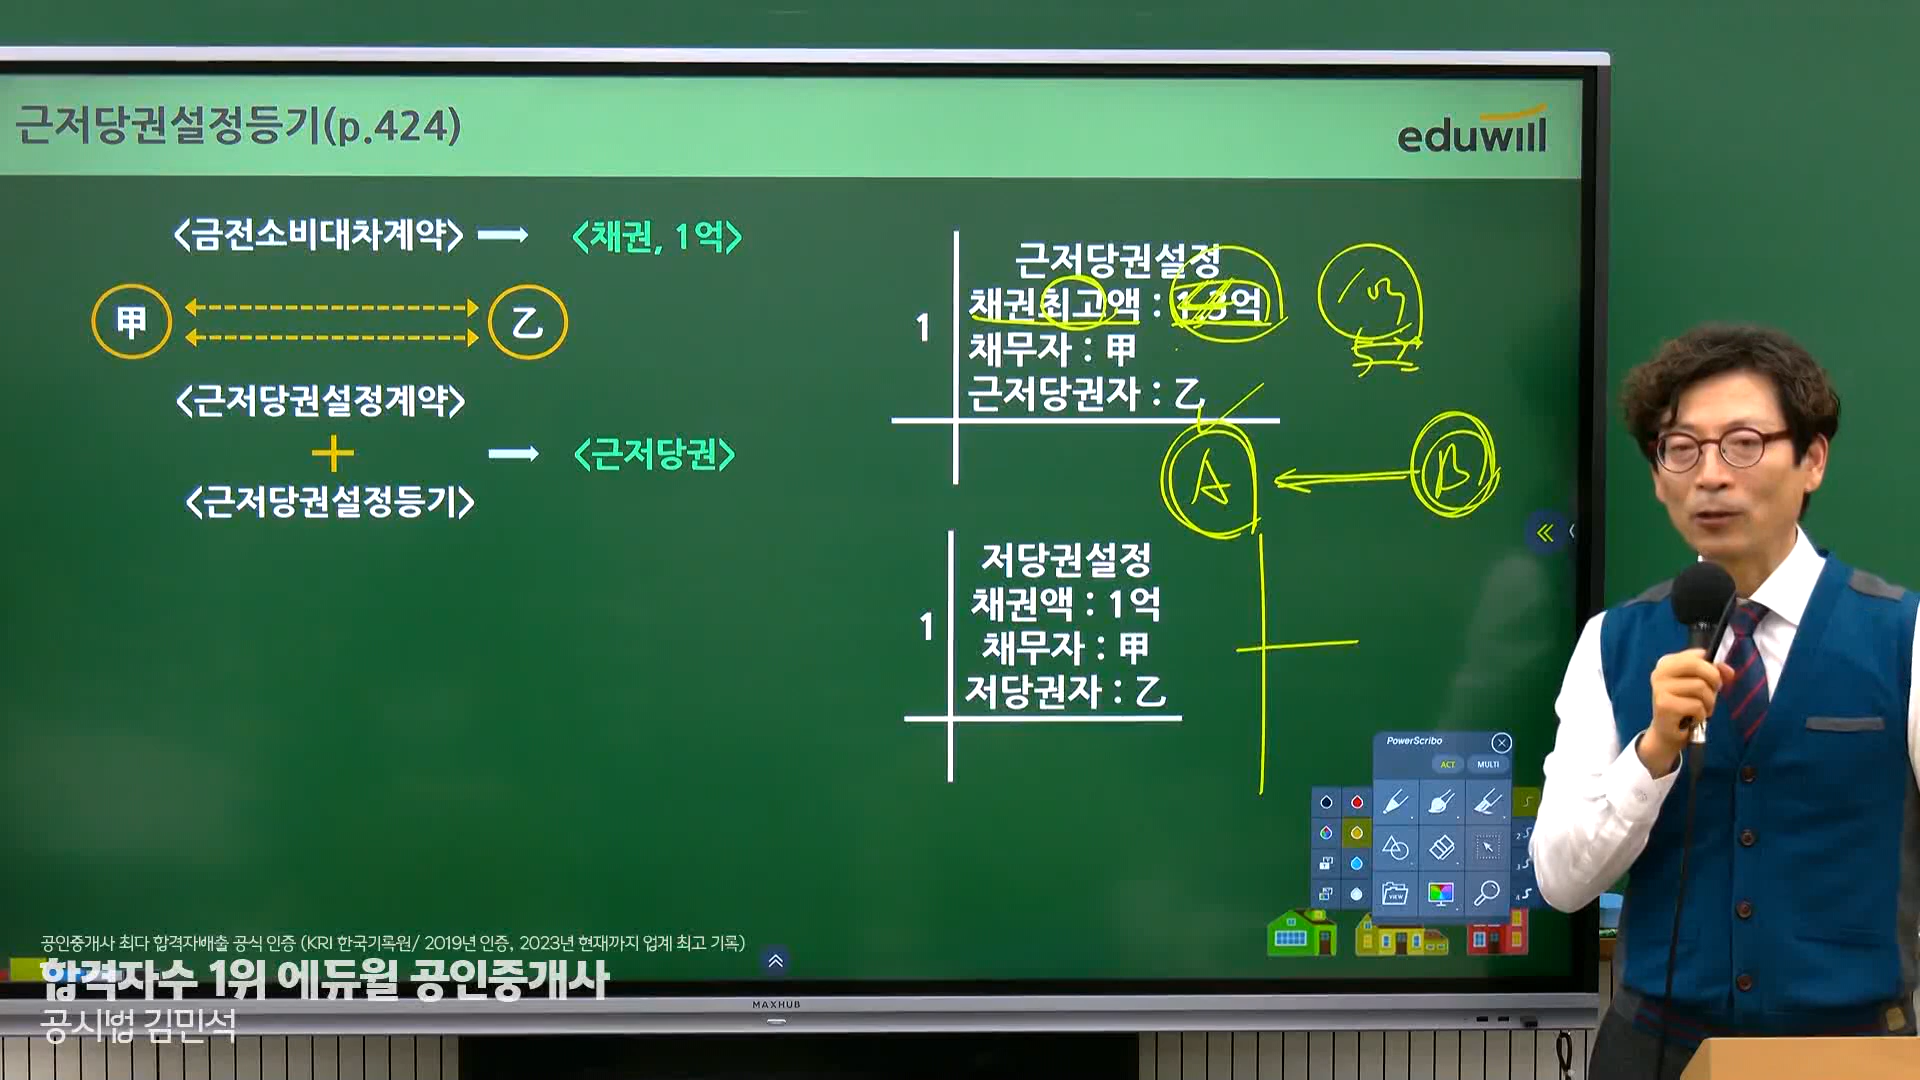 근저당권설정등기(p.424)
eduwill
<금전소비대차계약>
<채권, 1억>
甲
乙
<근저당권설정계약>
+
<근저당권>
<근저당권설정등기>
근저당권설정
1
채권최고액 : 1.3억
채무자 : 甲
근저당권자 : 乙
1억
A
B
저당권설정
1
채권액 : 1억
채무자 : 甲
저당권자 : 乙
PowerScribo
ACT
MULTI
VIEW
공인중개사 최다 합격자배출 공식 인증 (KRI 한국기록원/ 2019년 인증, 2023년 현재까지 업계 최고 기록)
합격자수 1위 에듀윌 공인중개사
공시법 김민석
MAXHUB